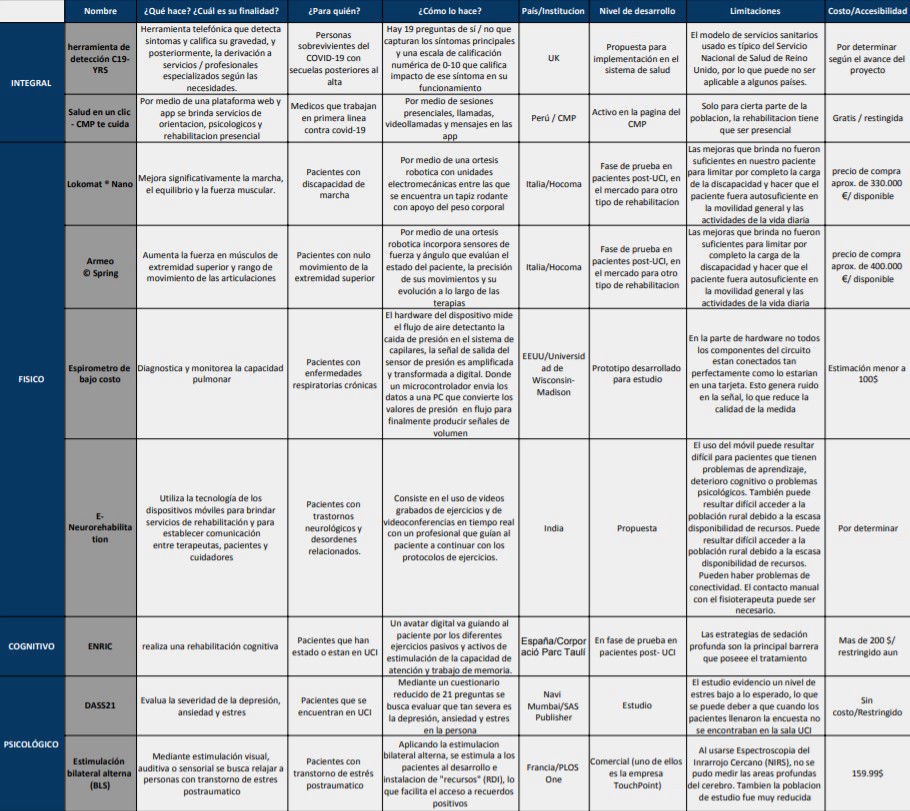 Nombre
¿Qué hace? ¿Cuál es su finalidad?
¿Para quién?
¿Cómo lo hace?
País/Institucion
Nivel de desarrollo
Limitaciones
Costo/Accesibilidad
INTEGRAL
herramienta de
detección C19-
YRS
Herramienta telefónica que detecta
sintomas y califica su gravedad, y
posteriormente, la derivación a
servicios / profesionales
especializados según las
necesidades.
Personas
sobrevivientes del
COVID-19 con
secuelas posteriores al
alta
Hay 19 preguntas de sí / no que
capturan los síntomas principales
y una escala de calificación
numérica de 0-10 que califica
impacto de ese síntoma en su
funcionamiento
UK
Propuesta para
implementación en el
sistema de salud
El modelo de servicios sanitarios
usado es típico del Servicio
Nacional de Salud de Reino
Unido, por lo que puede no ser
aplicable a algunos países.
Por determinar
según el avance del
proyecto
Salud en un clic
- CMP te cuida
Por medio de una plataforma web y
app se brinda servicios de
orientacion, psicologicos y
rehabilitacion presencial
Medicos que trabajan
en primera linea
contra covid-19
Por medio de sesiones
presenciales, llamadas,
videollamadas y mensajes en las
app
Perú / CMP
Activo en la pagina del
CMP
Solo para cierta parte de la
poblacion, la rehabilitacion tiene
que ser presencial
Gratis / restingida
FISICO
Lokomat ® Nano
Mejora significativamente la marcha,
el equilibrio y la fuerza muscular.
Pacientes con
discapacidad de
marcha
Por medio de una ortesis
robotica con unidades
electromecánicas entre las que
se encuentra un tapiz rodante
con apoyo del peso corporal
Italia/Hocoma
Fase de prueba en
pacientes post-UCI, en
el mercado para otro
tipo de rehabilitacion
Las mejoras que brinda no fueron
suficientes en nuestro paciente
para limitar por completo la carga
de la discapacidad y hacer que el
paciente fuera autosuficiente en
la movilidad general y las
actividades de la vida diaria
precio de compra
aprox. de 330.000
€/ disponible
Armeo
© Spring
Aumenta la fuerza en músculos de
extremidad superior y rango de
movimiento de las articulaciones
Pacientes con nulo
movimiento de la
extremidad superior
Por medio de una ortesis
robotica incorpora sensores de
fuerza y ángulo que evalúan el
estado del paciente, la precisión
de sus movimientos y su
evolución a lo largo de las
terapias
Italia/Hocoma
Fase de prueba en
pacientes post-UCI, en
el mercado para otro
tipo de rehabilitacion
Las mejoras que brinda no fueron
suficientes para limitar por
completo la carga de la
discapacidad y hacer que el
paciente fuera autosuficiente en
la movilidad general y las
actividades de la vida diaria
precio de compra
aprox. de 400.000
€/ disponible
Espirometro de
bajo costo
Diagnostica y monitorea la capacidad
pulmonar
Pacientes con
enfermedades
respiratorias crónicas
El hardware del dispositivo mide
el flujo de aire detectanto la
caida de presión en el sistema de
capilares, la señal de salida del
sensor de presión es amplificada
y transformada a digital. Donde
un microcontrolador envia los
datos a una PC que convierte los
valores de presión en flujo para
finalmente producir señales de
volumen
EEUU/Universid
ad de
Wisconsin-
Madison
Prototipo desarrollado
para estudio
En la parte de hardware no todos
los componentes del circuito
estan conectados tan
perfectamente como lo estarian
en una tarjeta. Esto genera ruido
en la señal, lo que reduce la
calidad de la medida
Estimación menor a
100$
E-
Neurorehabilita
tion
Utiliza la tecnología de los
dispositivos móviles para brindar
servicios de rehabilitación y para
establecer comunicación
entre terapeutas, pacientes y
cuidadores
Pacientes con
trastornos
neurológicos y
desordenes
relacionados.
Consiste en el uso de videos
grabados de ejercicios y de
videoconferencias en tiempo real
con un profesional que guían al
paciente a continuar con los
protocolos de ejercicios.
India
Propuesta
El uso del móvil puede resultar
difícil para pacientes que tienen
problemas de aprendizaje,
deterioro cognitivo o problemas
psicológicos. También puede
resultar difícil acceder a la
población rural debido a la escasa
disponibilidad de recursos. Puede
resultar difícil acceder a la
población rural debido a la escasa
disponibilidad de recursos.
Pueden haber problemas de
conectividad. El contacto manual
con el fisioterapeuta puede ser
necesario.
Por determinar
COGNITIVO
ENRIC
realiza una rehabilitación cognitiva
Pacientes que han
estado o estan en UCI
Un avatar digital va guiando al
paciente por los diferentes
ejercicios pasivos y activos de
estimulación de la capacidad de
atención y trabajo de memoria.
España/Corpor
ació Parc Taulí
En fase de prueba en
pacientes post- UCI
Las estrategias de sedación
profunda son la principal barrera
que poseee el tratamiento
Mas de 200 $/
restringido aun
PSICOLÓGICO
DASS21
Evalua la severidad de la depresión,
ansiedad y estres
Pacientes que se
encuentran en UCI
Mediante un cuestionario
reducido de 21 preguntas se
busca evaluar que tan severa es
la depresión, ansiedad y estres
en la persona
Navi
Mumbai/SAS
Publisher
Estudio
El estudio evidencio un nivel de
estres bajo a lo esperado, lo que
se puede deber a que cuando los
pacientes llenaron la encuesta no
se encontraban en la sala UCI
Sin
costo/Restringido
Estimulación
bilateral alterna
(BLS)
Mediante estimulación visual,
auditiva o sensorial se busca relajar a
personas con transtorno de estres
postraumatico
Pacientes con
transtorno de estrés
postraumatico
Aplicando la estimulacion
bilateral alterna, se estimula a los
pacientes al desarrollo e
instalacion de "recursos" (RDI), lo
que facilita el acceso a recuerdos
positivos
Francia/PLOS
One
Comercial (uno de ellos
es la empresa
TouchPoint)
Al usarse Espectroscopia del
Inrarrojo Cercano (NIRS), no se
pudo medir las areas profundas
del cerebro. Tambien la poblacion
de estudio fue muy reducida
159.99$